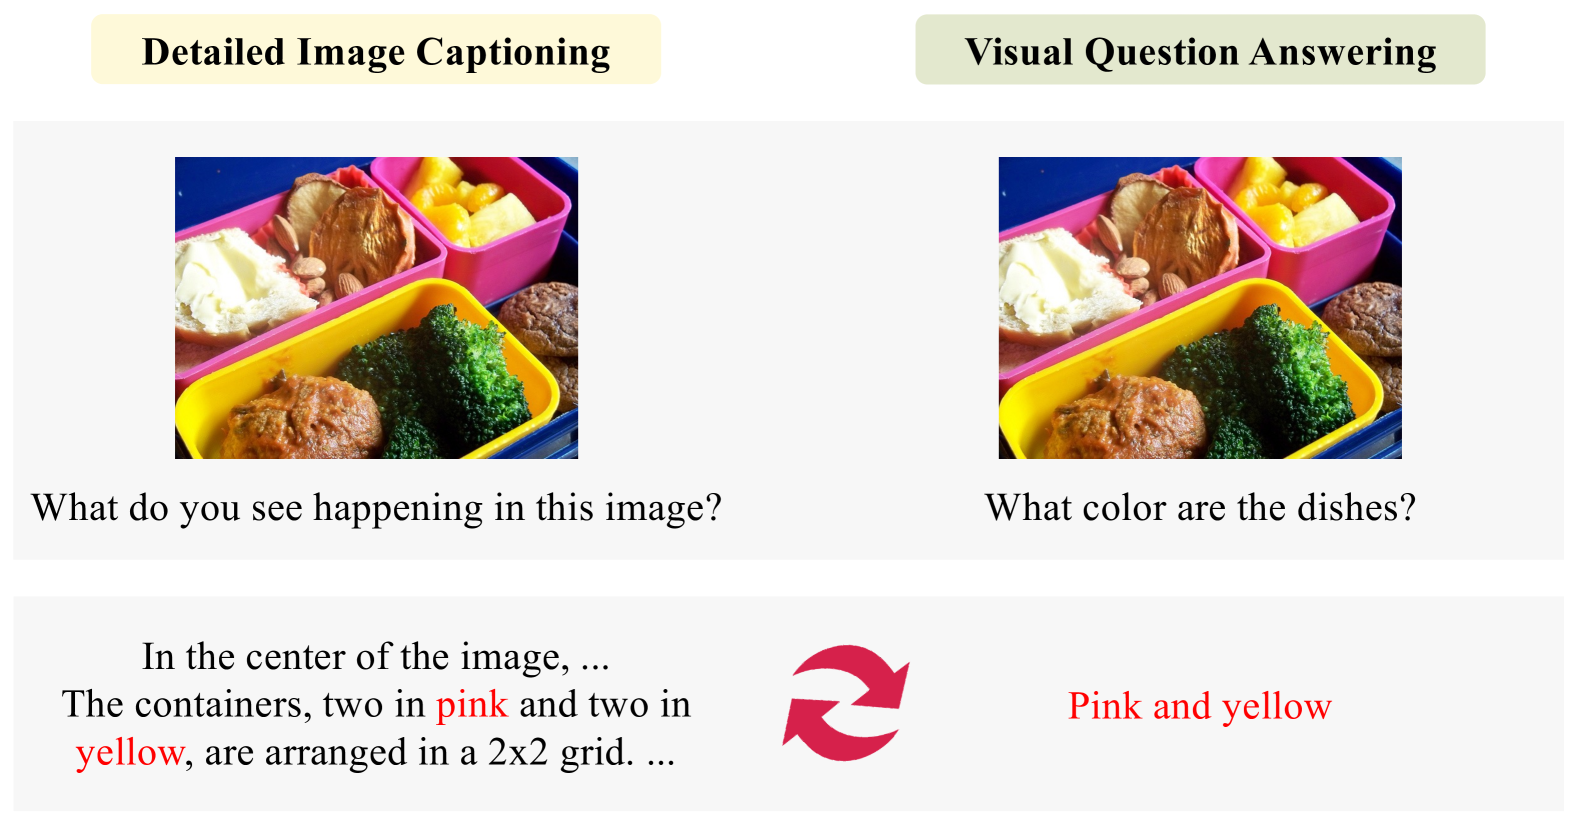 Detailed Image Captioning
Visual Question Answering
What do you see happening in this image?
What color are the dishes?
In the center of the image, ...
The containers, two in pink and two in
yellow, are arranged in a 2x2 grid. ...
Pink and yellow